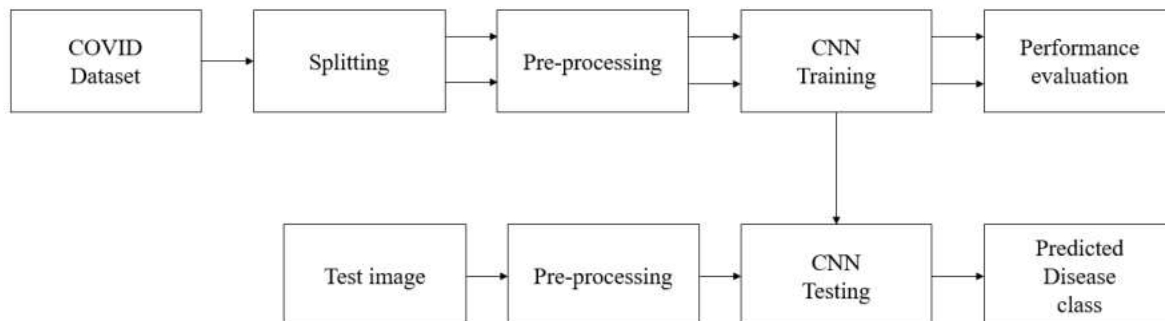 COVID
Dataset
Splitting
Pre-processing
CNN
Training
Performance
evaluation
Test image
Pre-processing
CNN
Testing
Predicted
Disease
class